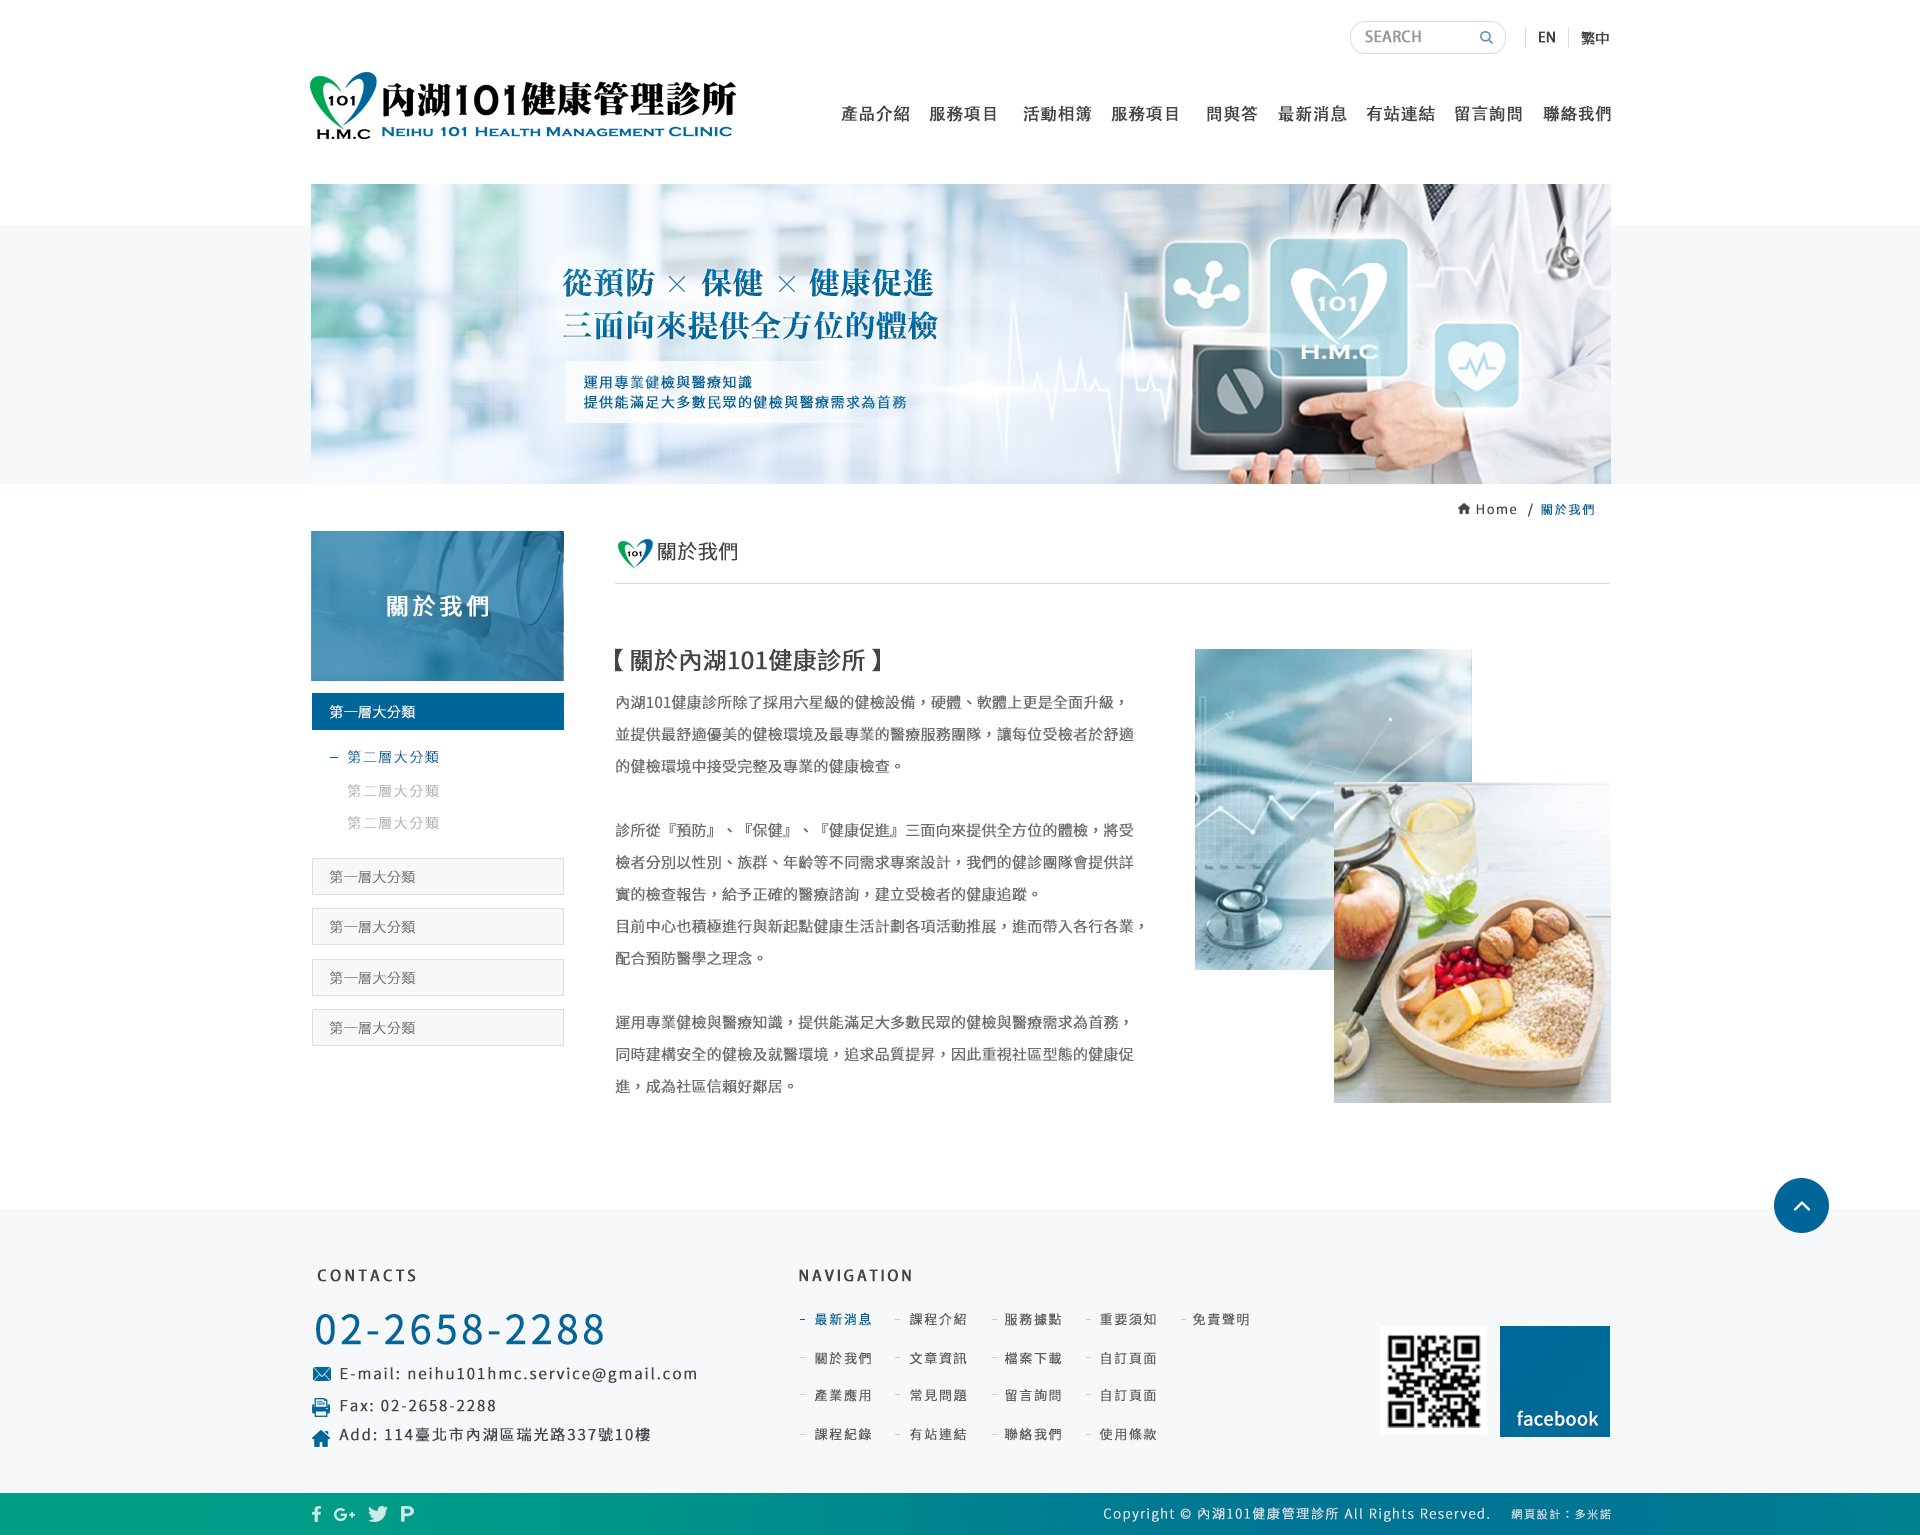 SEARCH
EN
繁中
101
H.M.C
內湖101健康管理診所
NEIHU 101 HEALTH MANAGEMENT CLINIC
產品介紹 服務項目 活動相簿 服務項目 問與答 最新消息 有站連結 留言詢問 聯絡我們
從預防 × 保健 × 健康促進
三面向來提供全方位的體檢
運用專業健檢與醫療知識
提供能滿足大多數民眾的健檢與醫療需求為首務
101
H.M.C
Home / 關於我們
關於我們
101 關於我們
第一層大分類
– 第二層大分類
第二層大分類
第二層大分類
第一層大分類
第一層大分類
第一層大分類
第一層大分類
【 關於內湖101健康診所 】
內湖101健康診所除了採用六星級的健檢設備，硬體、軟體上更是全面升級，
並提供最舒適優美的健檢環境及最專業的醫療服務團隊，讓每位受檢者於舒適
的健檢環境中接受完整及專業的健康檢查。
診所從『預防』、『保健』、『健康促進』三面向來提供全方位的體檢，將受
檢者分別以性別、族群、年齡等不同需求專案設計，我們的健診團隊會提供詳
實的檢查報告，給予正確的醫療諮詢，建立受檢者的健康追蹤。
目前中心也積極進行與新起點健康生活計劃各項活動推展，進而帶入各行各業，
配合預防醫學之理念。
運用專業健檢與醫療知識，提供能滿足大多數民眾的健檢與醫療需求為首務，
同時建構安全的健檢及就醫環境，追求品質提昇，因此重視社區型態的健康促
進，成為社區信賴好鄰居。
CONTACTS
02-2658-2288
E-mail: neihu101hmc.service@gmail.com
Fax: 02-2658-2288
Add: 114臺北市內湖區瑞光路337號10樓
NAVIGATION
– 最新消息 – 課程介紹 – 服務據點 – 重要須知 – 免責聲明
– 關於我們 – 文章資訊 – 檔案下載 – 自訂頁面
– 產業應用 – 常見問題 – 留言詢問 – 自訂頁面
– 課程紀錄 – 有站連結 – 聯絡我們 – 使用條款
facebook
Copyright © 內湖101健康管理診所 All Rights Reserved. 網頁設計：多米諾